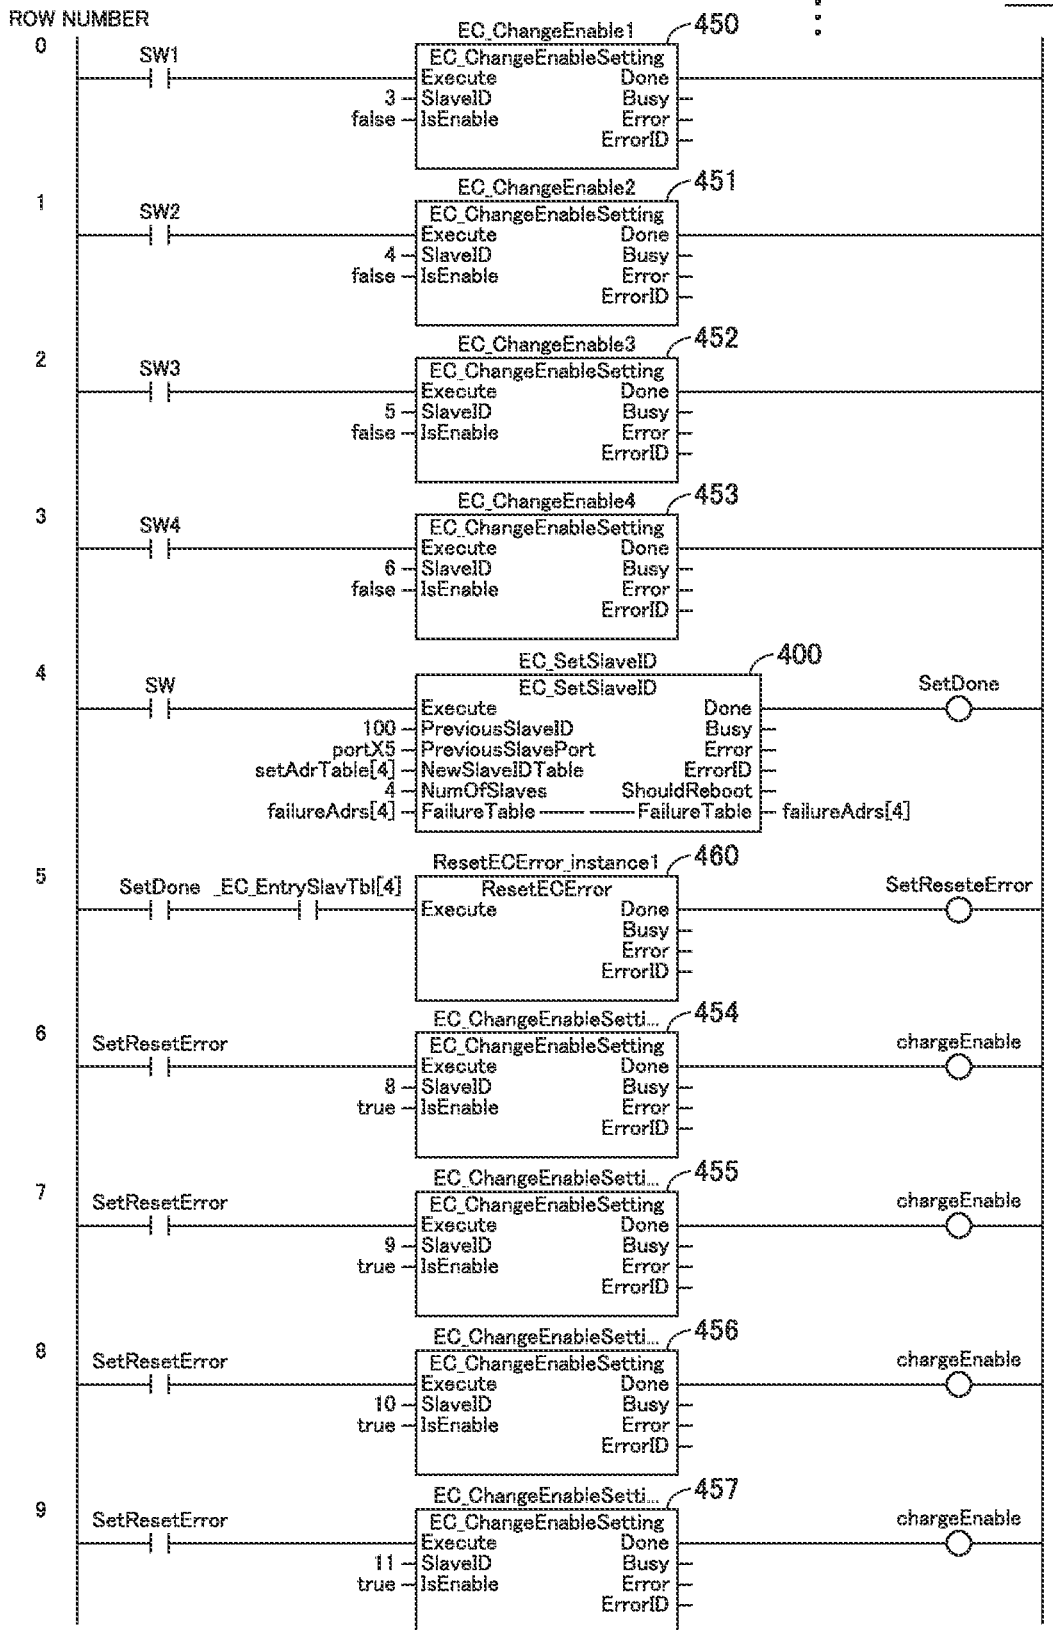 ROW NUMBER
0
SW1
EC_ChangeEnable1
450
EC_ChangeEnableSetting
Execute Done
3 SlaveID Busy
false IsEnable Error
ErrorID
1
SW2
EC_ChangeEnable2
451
EC_ChangeEnableSetting
Execute Done
4 SlaveID Busy
false IsEnable Error
ErrorID
2
SW3
EC_ChangeEnable3
452
EC_ChangeEnableSetting
Execute Done
5 SlaveID Busy
false IsEnable Error
ErrorID
3
SW4
EC_ChangeEnable4
453
EC_ChangeEnableSetting
Execute Done
6 SlaveID Busy
false IsEnable Error
ErrorID
4
SW
EC_SetSlaveID
400
EC_SetSlaveID
SetDone
Execute Done
100 PreviousSlaveID Busy
portX5 PreviousSlavePort Error
setAdrTable[4] NewSlaveIDTable ErrorID
4 NumOfSlaves ShouldReboot
failureAdrs[4] FailureTable FailureTable failureAdrs[4]
5
SetDone _EC_EntrySlavTbl[4]
ResetECError_instance1
460
ResetECError
SetReseteError
Execute Done
Busy
Error
ErrorID
6
SetResetError
EC_ChangeEnableSetti...
454
EC_ChangeEnableSetting
chargeEnable
Execute Done
8 SlaveID Busy
true IsEnable Error
ErrorID
7
SetResetError
EC_ChangeEnableSetti...
455
EC_ChangeEnableSetting
chargeEnable
Execute Done
9 SlaveID Busy
true IsEnable Error
ErrorID
8
SetResetError
EC_ChangeEnableSetti...
456
EC_ChangeEnableSetting
chargeEnable
Execute Done
10 SlaveID Busy
true IsEnable Error
ErrorID
9
SetResetError
EC_ChangeEnableSetti...
457
EC_ChangeEnableSetting
chargeEnable
Execute Done
11 SlaveID Busy
true IsEnable Error
ErrorID